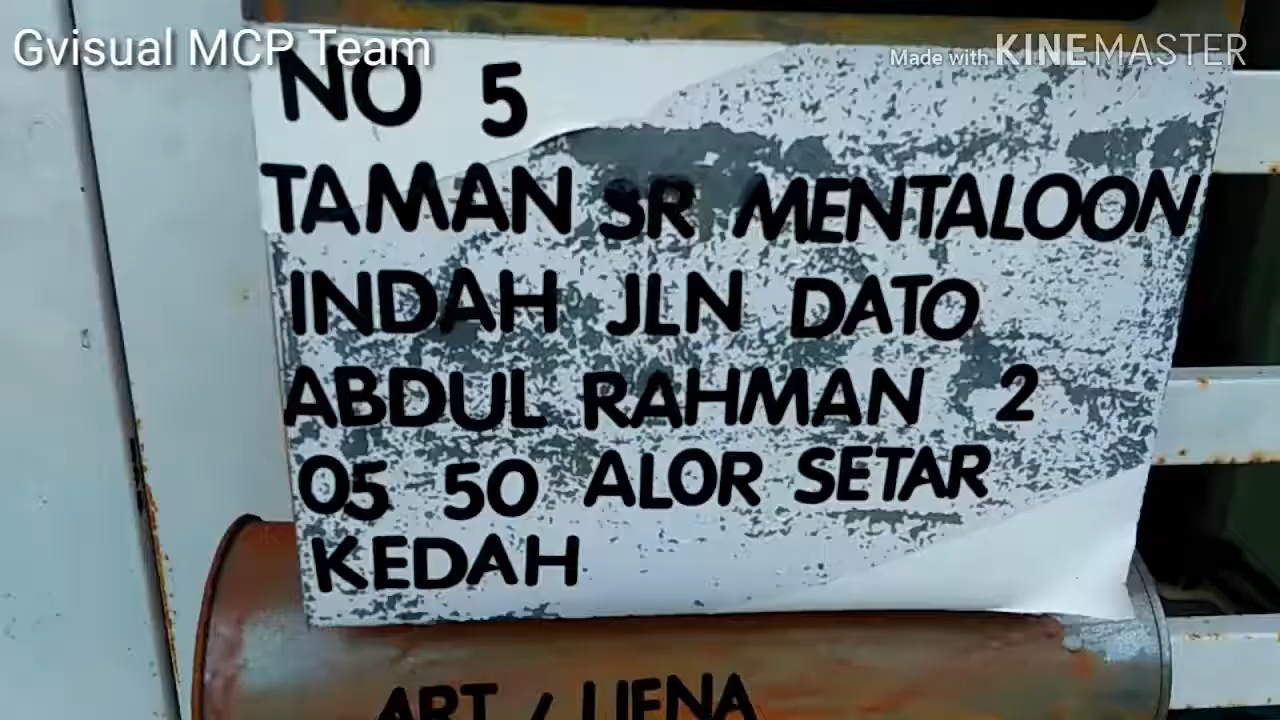 Gvisual MCP Team
Made with KINEMASTER
NO 5
TAMAN SR MENTALOON
INDAH JLN DATO
ABDUL RAHMAN 2
05 50 ALOR SETAR
KEDAH
ART /